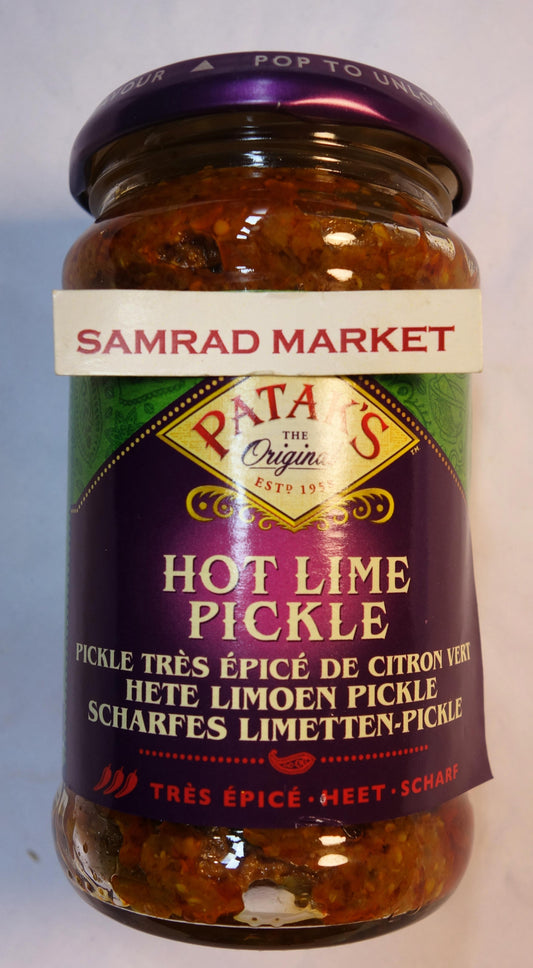 OUR ▲ POP TO UNLO
SAMRAD MARKET
PATAK'S
THE
Original
ESTD 195
HOT LIME
PICKLE
PICKLE TRÈS ÉPICÉ DE CITRON VERT
HETE LIMOEN PICKLE
SCHARFES LIMETTEN-PICKLE
TRÈS ÉPICÉ · HEET · SCHARF